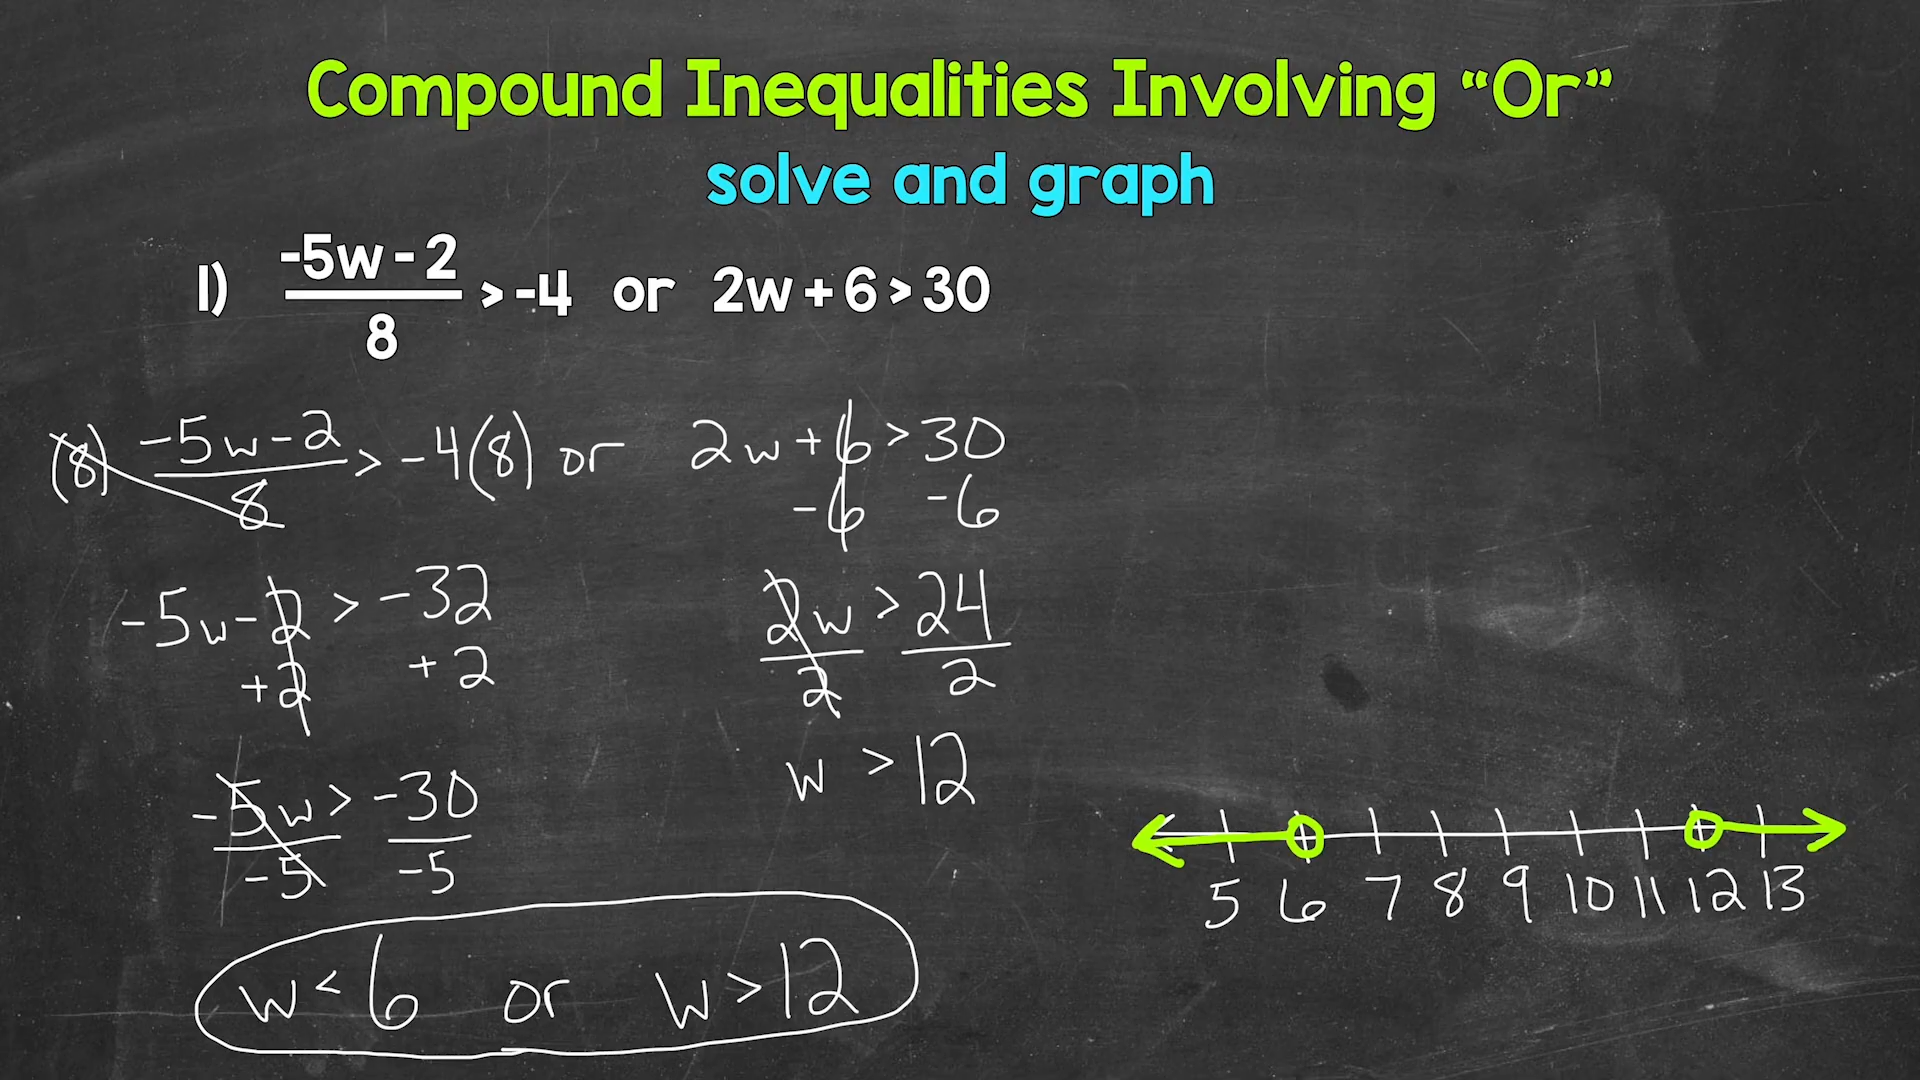 Compound Inequalities Involving “Or”
solve and graph
1) -5w - 2 / 8 > -4 or 2w + 6 > 30
(8) -5w - 2 / 8 > -4(8) or 2w + 6 > 30
-6 -6
-5w - 2 > -32 2w > 24
+2 +2 2 2
-5w > -30 w > 12
-5 -5
w < 6 or w > 12
5 6 7 8 9 10 11 12 13